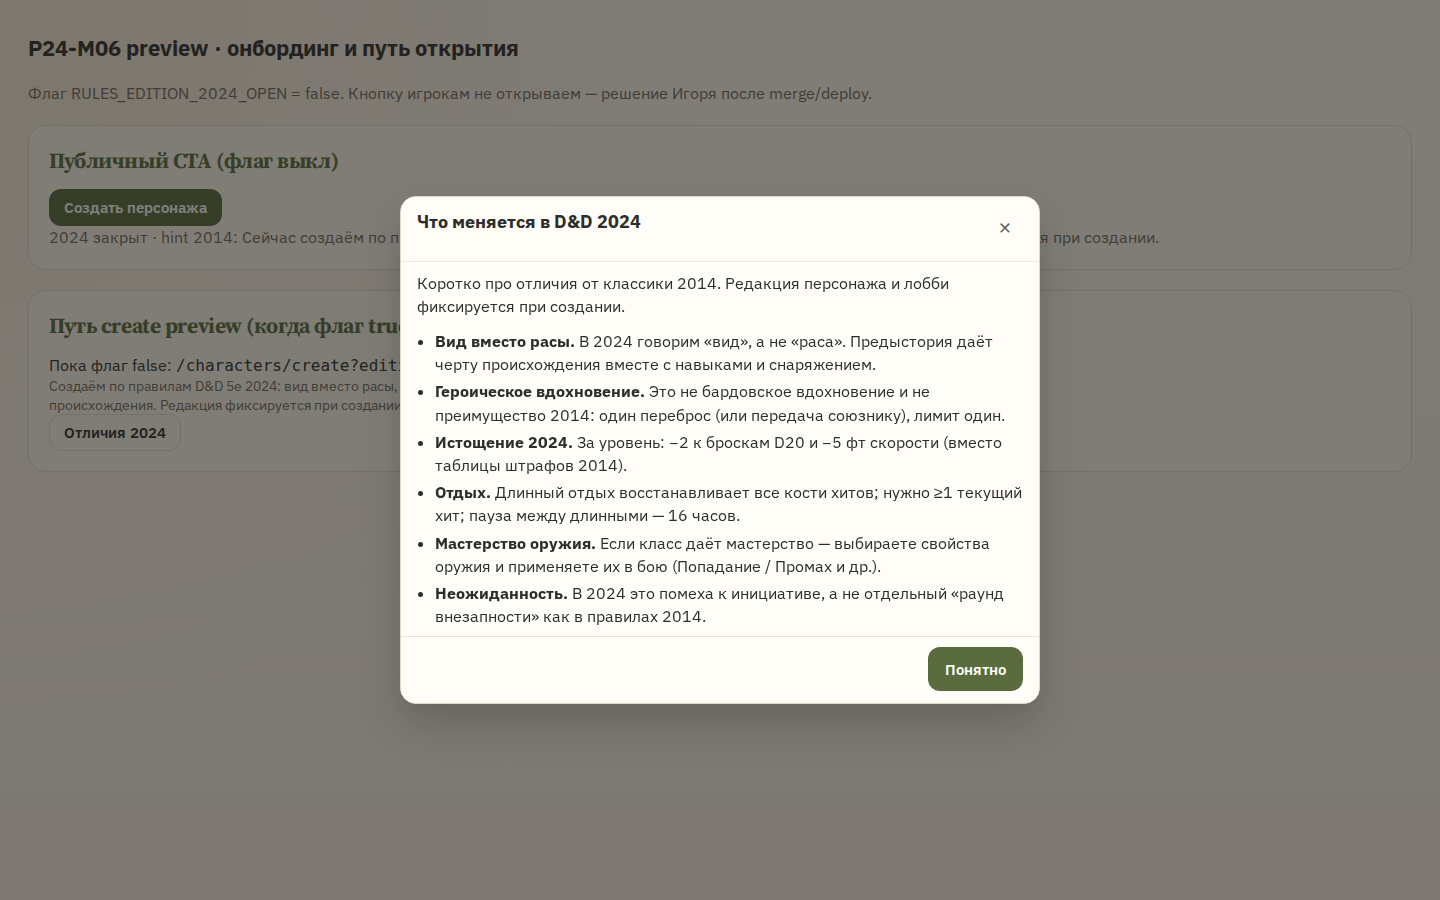 P24-M06 preview · онбординг и путь открытия
Флаг RULES_EDITION_2024_OPEN = false. Кнопку игрокам не открываем — решение Игоря после merge/deploy.
Публичный CTA (флаг выкл)
Создать персонажа
2024 закрыт · hint 2014: Сейчас создаём по п
я при создании.
Путь create preview (когда флаг tru
Пока флаг false: /characters/create?edit
Создаём по правилам D&D 5e 2024: вид вместо расы,
происхождения. Редакция фиксируется при создании
Отличия 2024
Что меняется в D&D 2024
×
Коротко про отличия от классики 2014. Редакция персонажа и лобби
фиксируется при создании.
• Вид вместо расы. В 2024 говорим «вид», а не «раса». Предыстория даёт
черту происхождения вместе с навыками и снаряжением.
• Героическое вдохновение. Это не бардовское вдохновение и не
преимущество 2014: один переброс (или передача союзнику), лимит один.
• Истощение 2024. За уровень: −2 к броскам D20 и −5 фт скорости (вместо
таблицы штрафов 2014).
• Отдых. Длинный отдых восстанавливает все кости хитов; нужно ≥1 текущий
хит; пауза между длинными — 16 часов.
• Мастерство оружия. Если класс даёт мастерство — выбираете свойства
оружия и применяете их в бою (Попадание / Промах и др.).
• Неожиданность. В 2024 это помеха к инициативе, а не отдельный «раунд
внезапности» как в правилах 2014.
Понятно